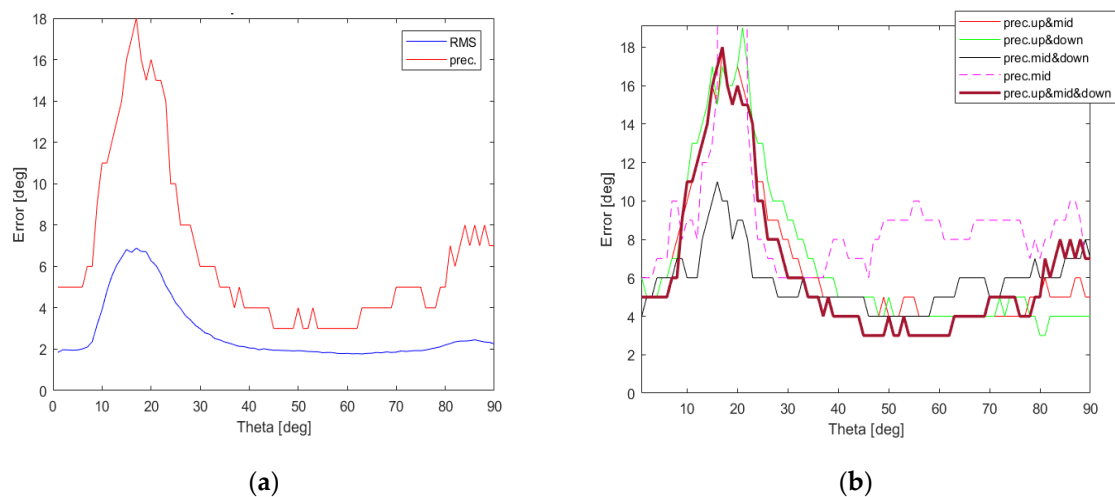 18
16
14
12
10
8
6
4
2
0
Error [deg]
0 10 20 30 40 50 60 70 80 90
Theta [deg]
RMS
prec.
(a)
18
16
14
12
10
8
6
4
2
0
Error [deg]
10 20 30 40 50 60 70 80 90
Theta [deg]
prec.up&mid
prec.up&down
prec.mid&down
prec.mid
prec.up&mid&down
(b)